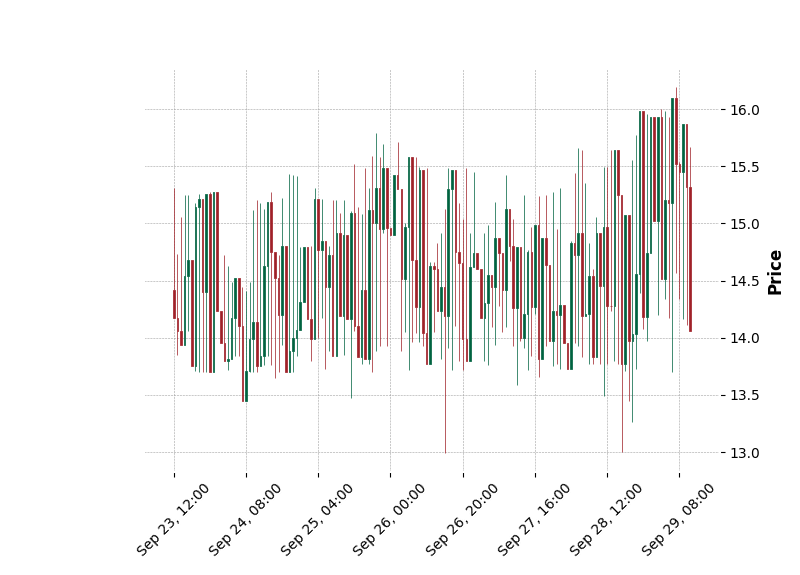 16.0
15.5
15.0
14.5
14.0
13.5
13.0
Price
Sep 23, 12:00
Sep 24, 08:00
Sep 25, 04:00
Sep 26, 00:00
Sep 26, 20:00
Sep 27, 16:00
Sep 28, 12:00
Sep 29, 08:00